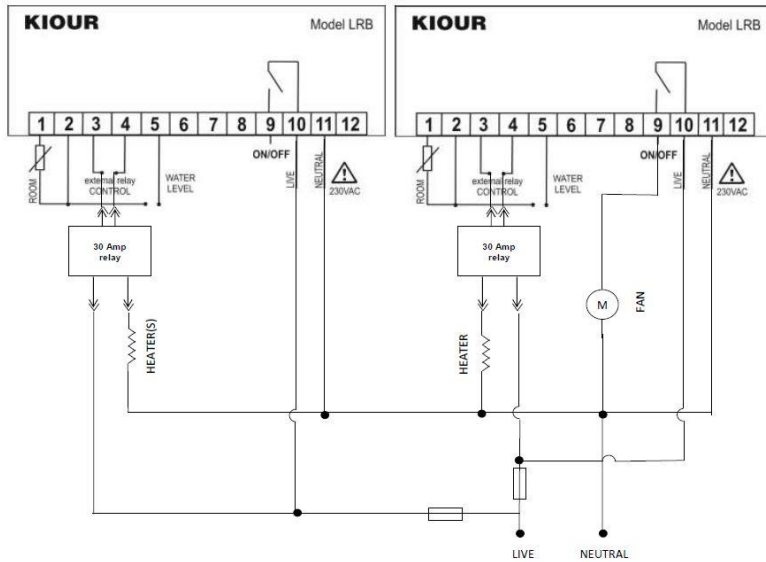 KIOUR Model LRB
1 2 3 4 5 6 7 8 9 10 11 12
ON/OFF
ROOM
external relay
CONTROL
WATER
LEVEL
LIVE
NEUTRAL
230VAC
30 Amp
relay
HEATER(S)
KIOUR Model LRB
1 2 3 4 5 6 7 8 9 10 11 12
ON/OFF
ROOM
external relay
CONTROL
WATER
LEVEL
LIVE
NEUTRAL
230VAC
30 Amp
relay
HEATER
M
FAN
LIVE
NEUTRAL